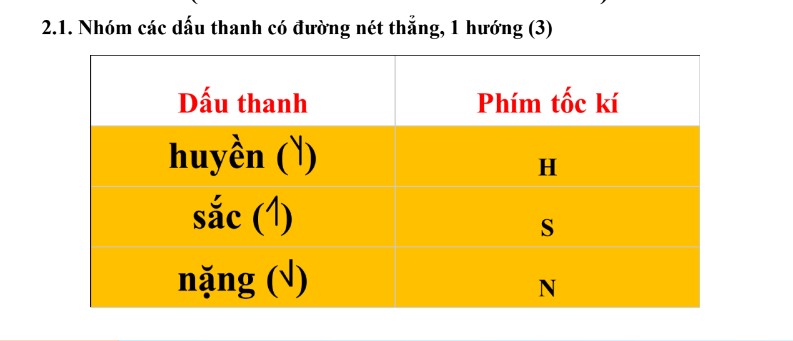 2.1. Nhóm các dấu thanh có đường nét thẳng, 1 hướng (3)
Dấu thanh Phím tốc kí
huyền () H
sắc () S
nặng () N